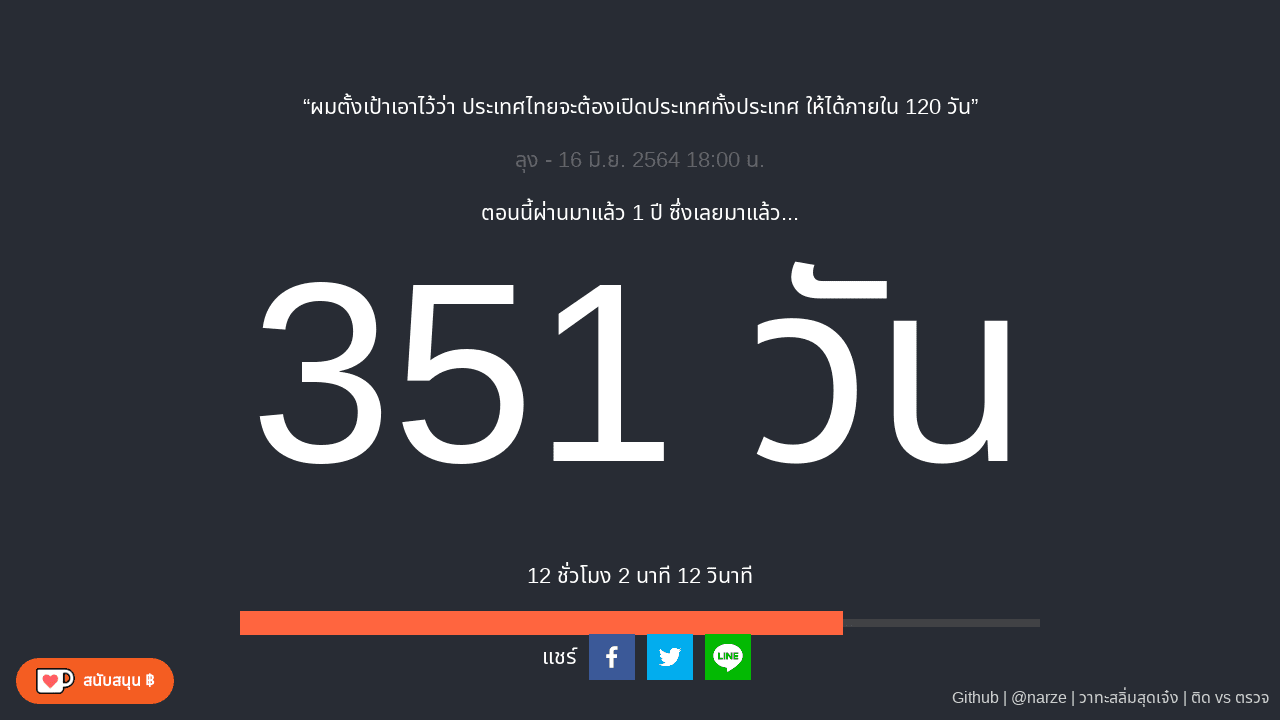 “ผมตั้งเป้าเอาไว้ว่า ประเทศไทยจะต้องเปิดประเทศทั้งประเทศ ให้ได้ภายใน 120 วัน”
ลุง - 16 มิ.ย. 2564 18:00 น.
ตอนนี้ผ่านมาแล้ว 1 ปี ซึ่งเลยมาแล้ว...
351 วัน
12 ชั่วโมง 2 นาที 12 วินาที
แชร์
LINE
สนับสนุน ฿
Github | @narze | วาทะสลิ่มสุดเจ๋ง | ติด vs ตรวจ